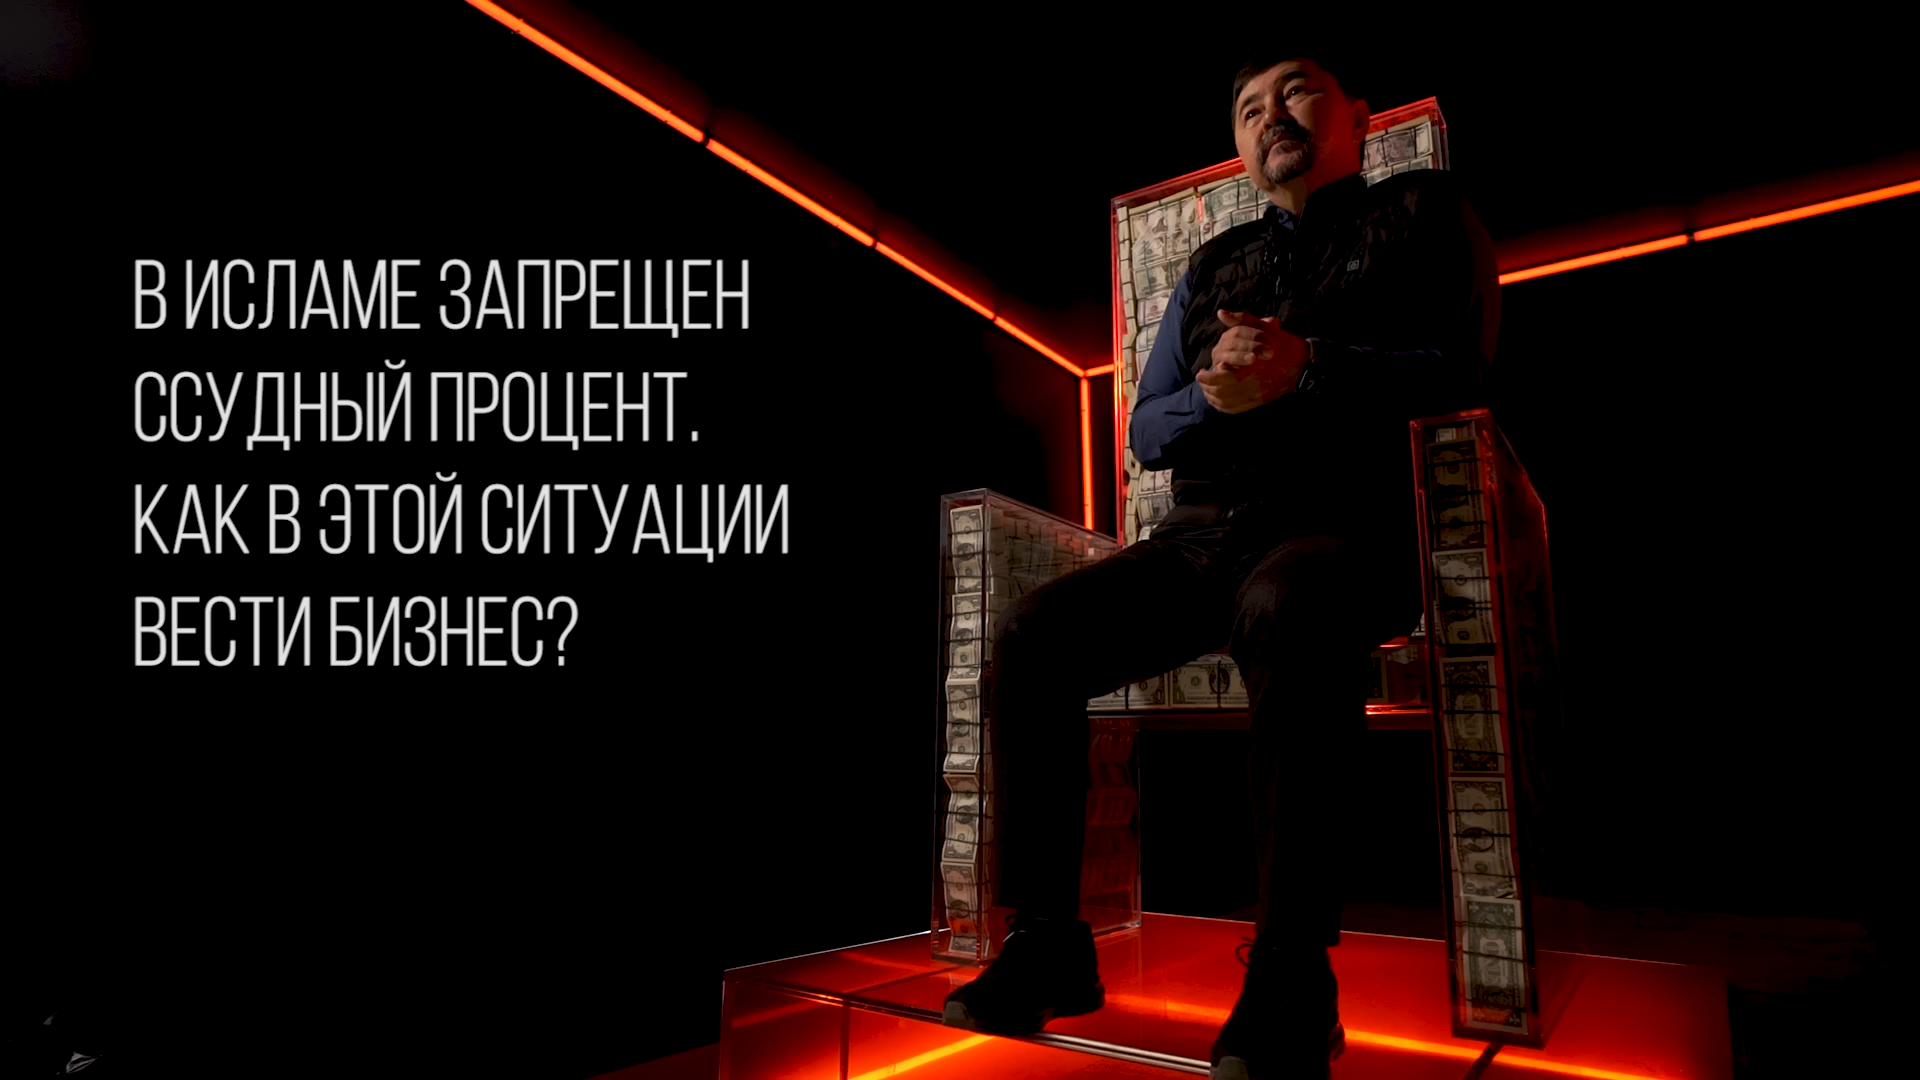 В ИСЛАМЕ ЗАПРЕЩЕН
ССУДНЫЙ ПРОЦЕНТ.
КАК В ЭТОЙ СИТУАЦИИ
ВЕСТИ БИЗНЕС?